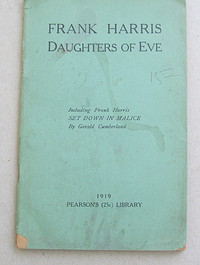 FRANK HARRIS
DAUGHTERS OF EVE
15¢
Including Frank Harris
SET DOWN IN MALICE
By Gerald Cumberland
1919
PEARSON'S (25c) LIBRARY